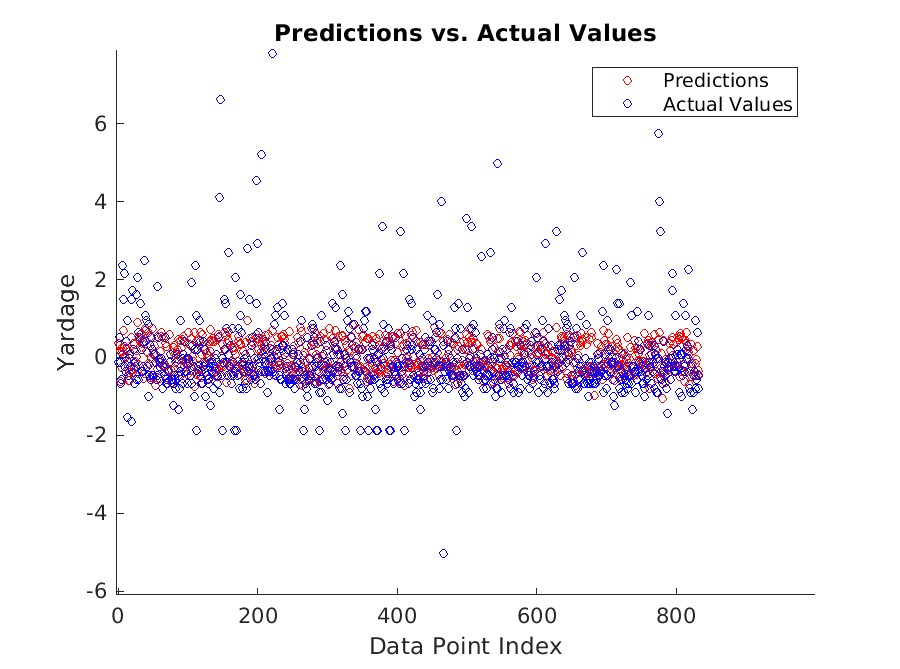 Predictions vs. Actual Values
Predictions
Actual Values
6
4
2
0
-2
-4
-6
Yardage
0 200 400 600 800
Data Point Index